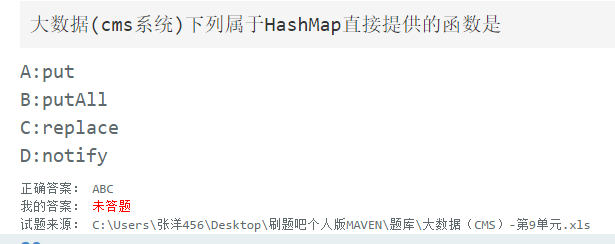 大数据(cms系统)下列属于HashMap直接提供的函数是
A:put
B:putAll
C:replace
D:notify
正确答案： ABC
我的答案： 未答题
试题来源： C:\Users\张洋456\Desktop\刷题吧个人版MAVEN\题库\大数据（CMS）-第9单元.xls